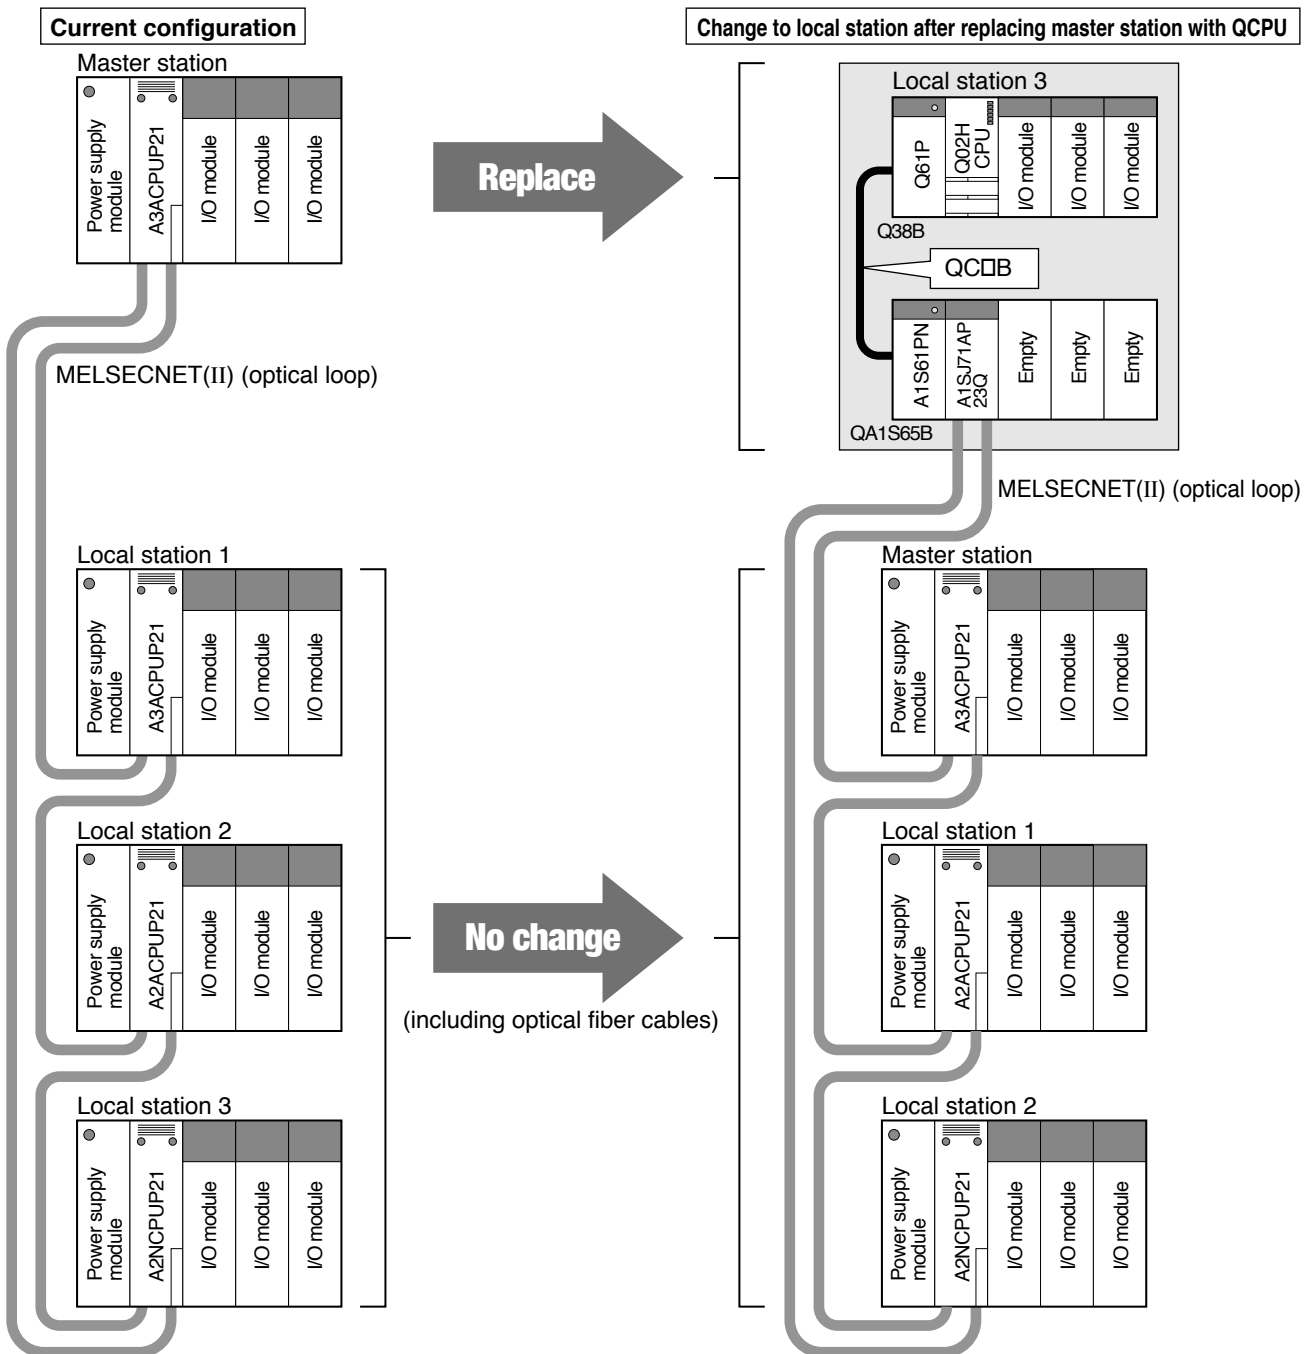 Current configuration
Master station
Power supply
module
A3ACPUP21
I/O module
I/O module
I/O module
MELSECNET(II) (optical loop)
Local station 1
Power supply
module
A3ACPUP21
I/O module
I/O module
I/O module
Local station 2
Power supply
module
A2ACPUP21
I/O module
I/O module
I/O module
Local station 3
Power supply
module
A2NCPUP21
I/O module
I/O module
I/O module
Replace
No change
(including optical fiber cables)
Change to local station after replacing master station with QCPU
Local station 3
Q61P
Q02H
CPU
I/O module
I/O module
I/O module
Q38B
QC□B
A1S61PN
A1SJ71AP
23Q
Empty
Empty
Empty
QA1S65B
MELSECNET(II) (optical loop)
Master station
Power supply
module
A3ACPUP21
I/O module
I/O module
I/O module
Local station 1
Power supply
module
A2ACPUP21
I/O module
I/O module
I/O module
Local station 2
Power supply
module
A2NCPUP21
I/O module
I/O module
I/O module